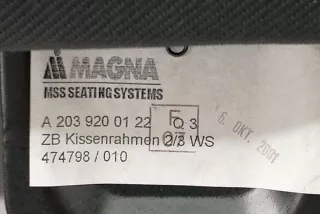 MAGNA
MSS SEATING SYSTEMS
A 203 920 01 22 Q 3
F
07
ZB Kissenrahmen 2/3 WS
474798 / 010
6. OKT. 2001